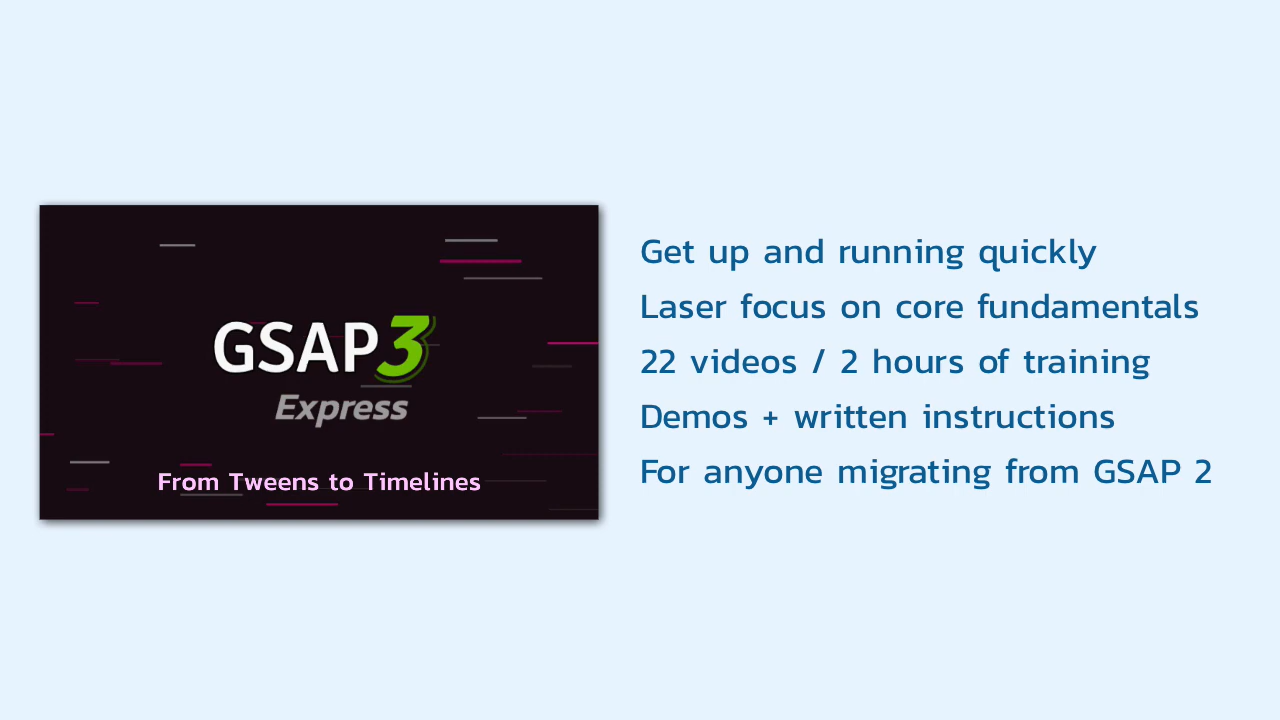 GSAP3
Express
From Tweens to Timelines
Get up and running quickly
Laser focus on core fundamentals
22 videos / 2 hours of training
Demos + written instructions
For anyone migrating from GSAP 2